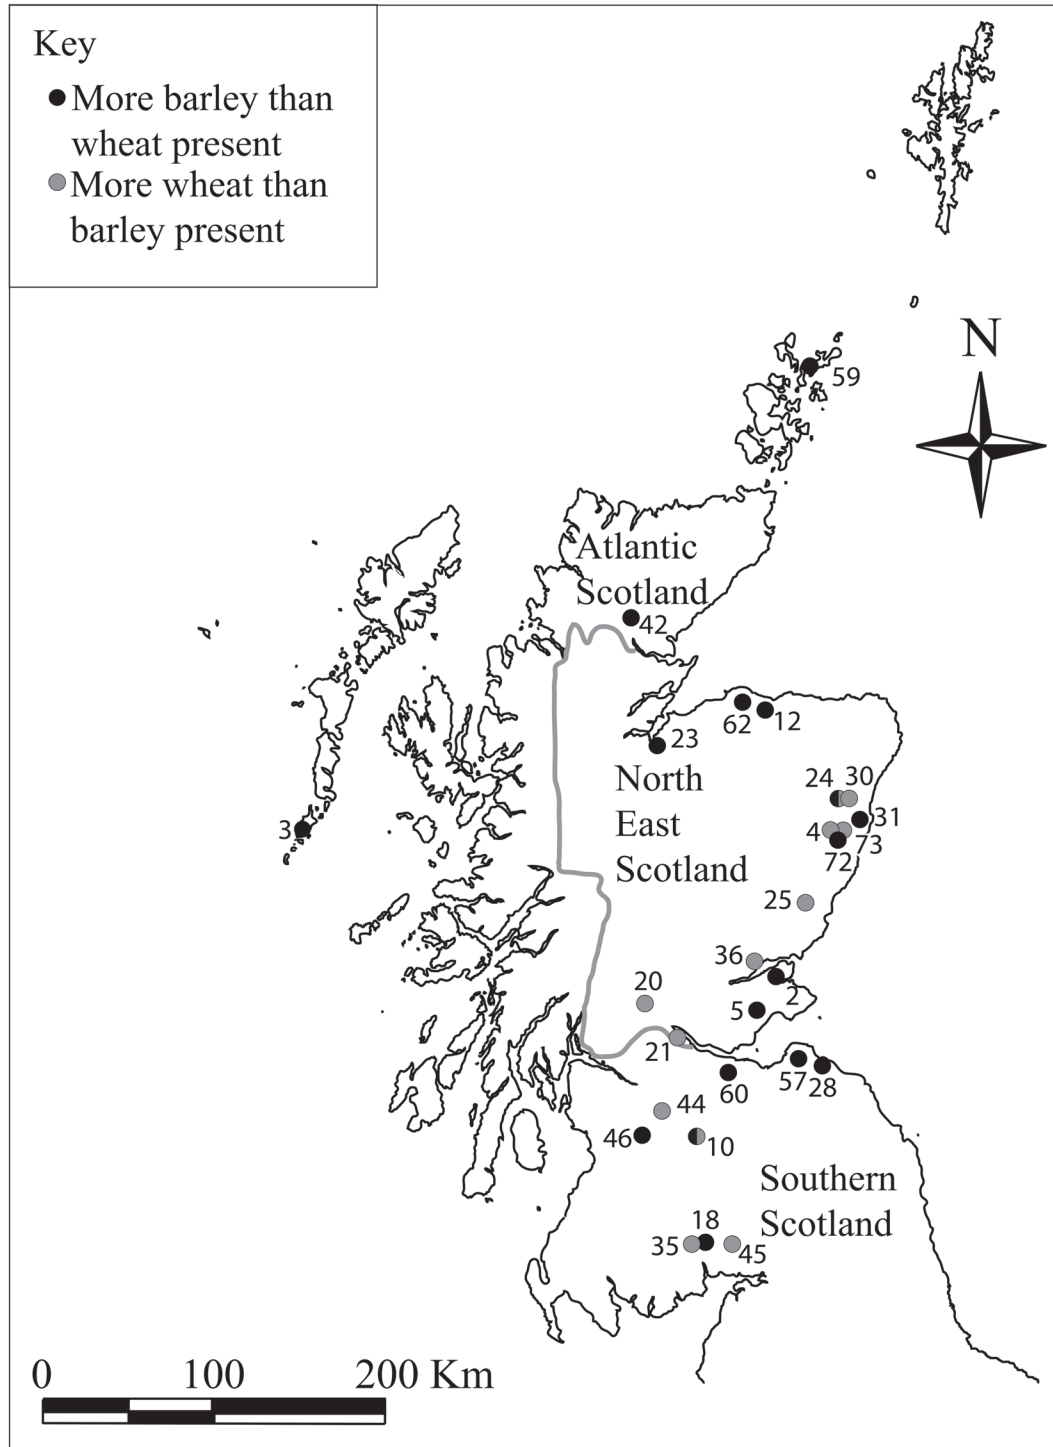 Key
More barley than
wheat present
More wheat than
barley present
N
59
Atlantic
Scotland
42
62
12
23
North
East
Scotland
24
30
31
4
73
72
3
25
36
2
20
5
21
57
28
60
44
46
10
Southern
Scotland
18
35
45
0 100 200 Km